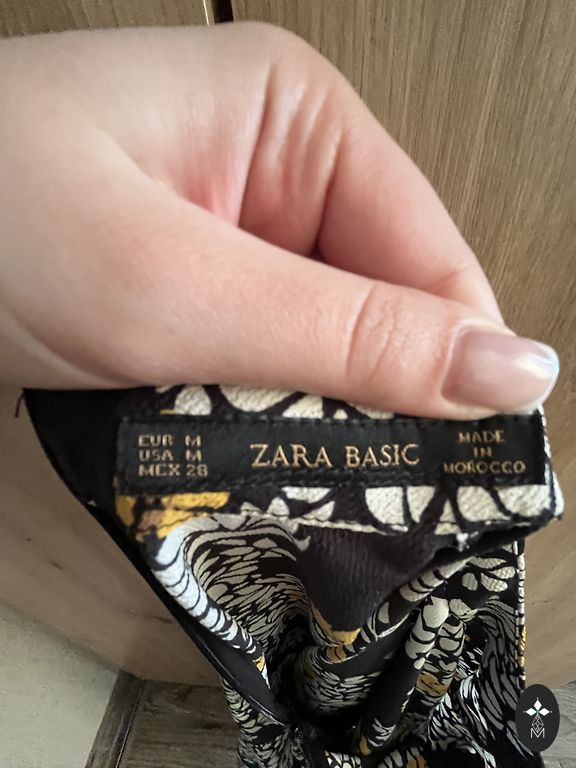 EUR M
USA M
MEX 28
ZARA BASIC
MADE
IN
MOROCCO
M